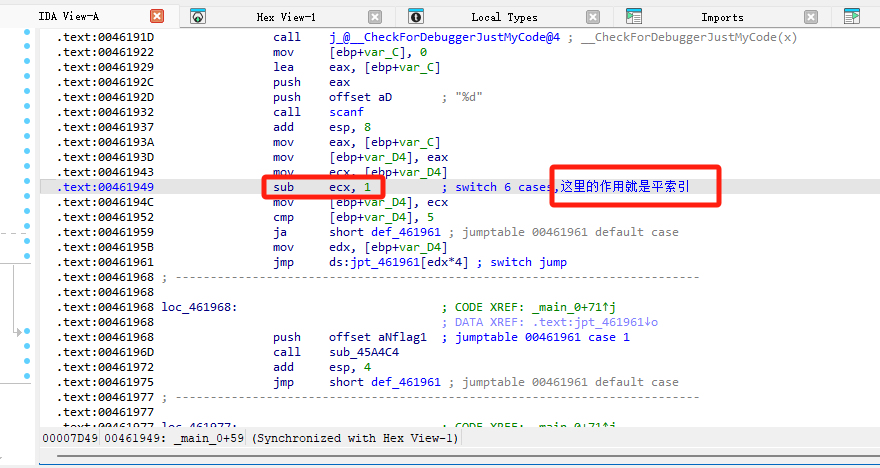 IDA View-A Hex View-1 Local Types Imports
.text:0046191D call j_@__CheckForDebuggerJustMyCode@4 ; __CheckForDebuggerJustMyCode(x)
.text:00461922 mov [ebp+var_C], 0
.text:00461929 lea eax, [ebp+var_C]
.text:0046192C push eax
.text:0046192D push offset aD ; "%d"
.text:00461932 call scanf
.text:00461937 add esp, 8
.text:0046193A mov eax, [ebp+var_C]
.text:0046193D mov [ebp+var_D4], eax
.text:00461943 mov ecx, [ebp+var_D4]
.text:00461949 sub ecx, 1 ; switch 6 cases,这里的作用就是平索引
.text:0046194C mov [ebp+var_D4], ecx
.text:00461952 cmp [ebp+var_D4], 5
.text:00461959 ja short def_461961 ; jumptable 00461961 default case
.text:0046195B mov edx, [ebp+var_D4]
.text:00461961 jmp ds:jpt_461961[edx*4] ; switch jump
.text:00461968 ; ---------------------------------------------------------------------------
.text:00461968
.text:00461968 loc_461968: ; CODE XREF: _main_0+71↑j
.text:00461968 ; DATA XREF: .text:jpt_461961↓o
.text:00461968 push offset aNflag1 ; jumptable 00461961 case 1
.text:0046196D call sub_45A4C4
.text:00461972 add esp, 4
.text:00461975 jmp short def_461961 ; jumptable 00461961 default case
.text:00461977 ; ---------------------------------------------------------------------------
.text:00461977
.text:00461977 loc_461977: ; CODE XREF: _main_0+71↑j
00007D49 00461949: _main_0+59 (Synchronized with Hex View-1)